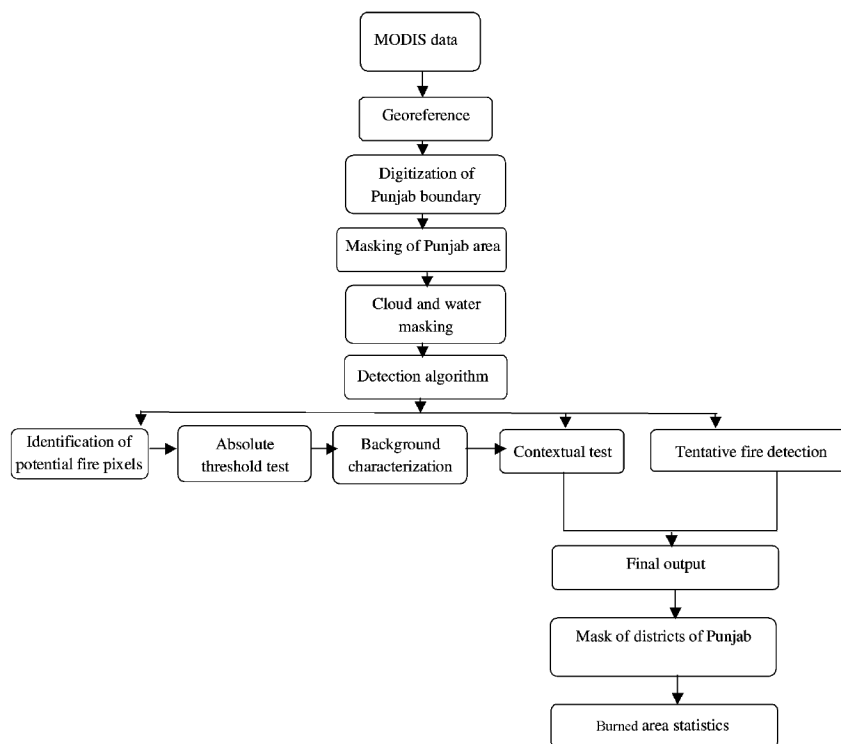 MODIS data
Georeference
Digitization of
Punjab boundary
Masking of Punjab area
Cloud and water
masking
Detection algorithm
Identification of
potential fire pixels
Absolute
threshold test
Background
characterization
Contextual test
Tentative fire detection
Final output
Mask of districts of Punjab
Burned area statistics